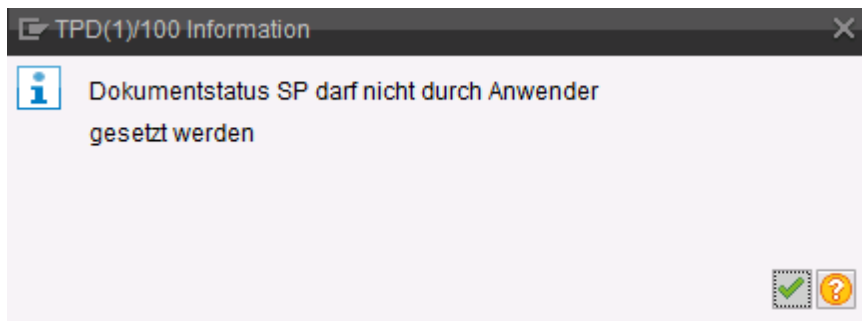 TPD(1)/100 Information
Dokumentstatus SP darf nicht durch Anwender
gesetzt werden